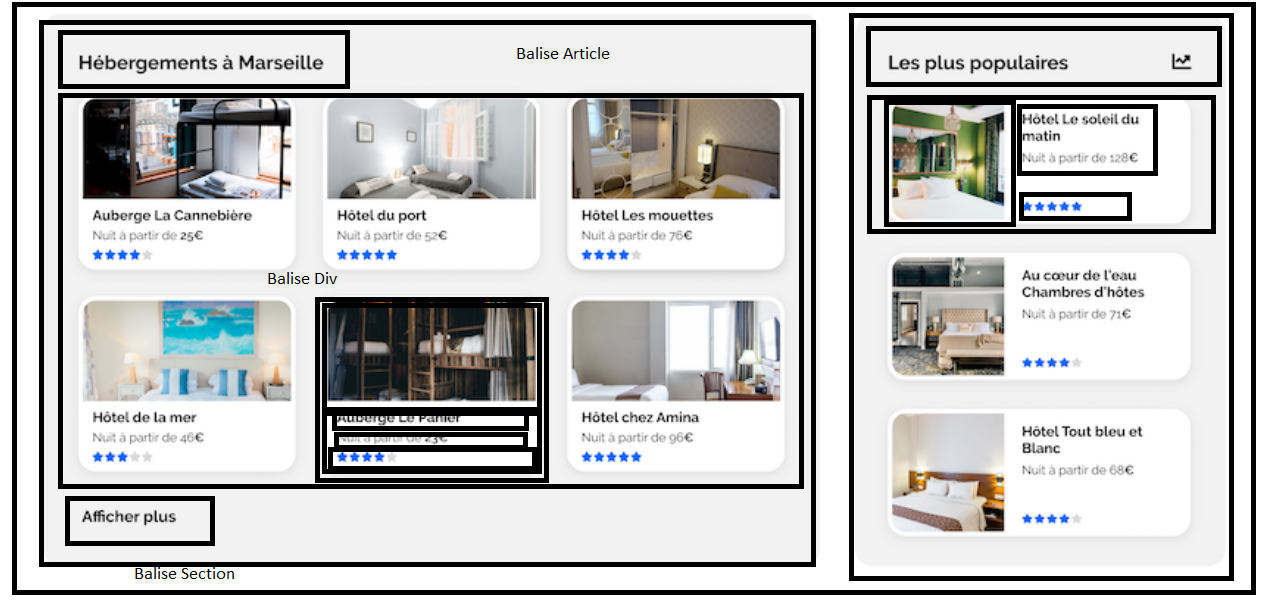 Balise Article
Hébergements à Marseille
Auberge La Cannebière
Nuit à partir de 25€
Hôtel du port
Nuit à partir de 52€
Hôtel Les mouettes
Nuit à partir de 76€
Balise Div
Hôtel de la mer
Nuit à partir de 46€
Auberge Le Panier
Nuit à partir de 23€
Hôtel chez Amina
Nuit à partir de 96€
Afficher plus
Balise Section
Les plus populaires
Hôtel Le soleil du
matin
Nuit à partir de 128€
Au cœur de l'eau
Chambres d'hôtes
Nuit à partir de 71€
Hôtel Tout bleu et
Blanc
Nuit à partir de 68€